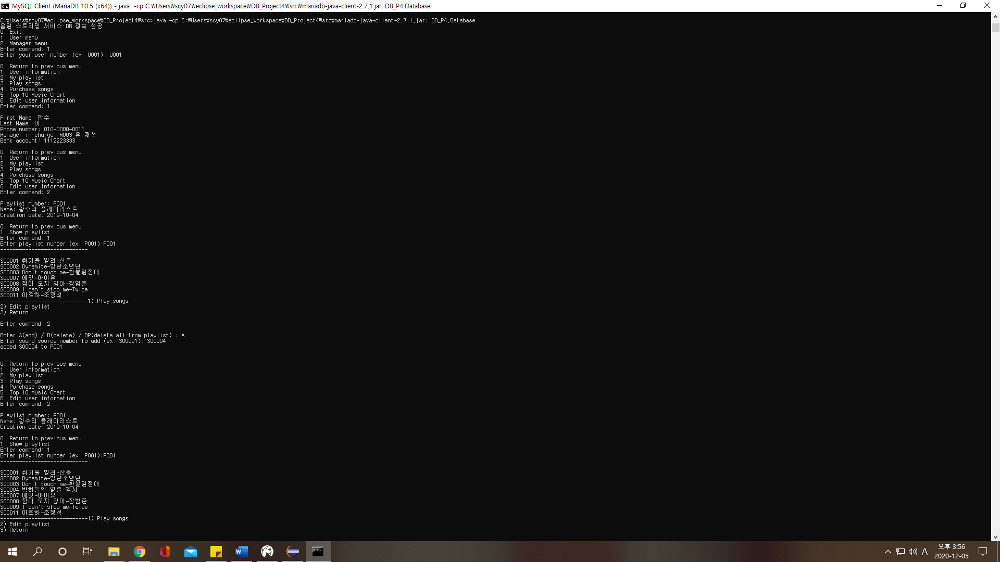 MySQL Client (MariaDB 10.5 (x64)) - java  -cp C:₩Users₩scy07₩eclipse_workspace₩DB_Project4₩src₩mariadb-java-client-2.7.1.jar; DB_P4.Database
C:₩Users₩scy07₩eclipse_workspace₩DB_Project4₩src>java -cp C:₩Users₩scy07₩eclipse_workspace₩DB_Project4₩src₩mariadb-java-client-2.7.1.jar; DB_P4.Database
음원 스트리밍 서비스 DB 접속 성공
0. Exit
1. User menu
2. Manager menu
Enter command: 1
Enter your user number (ex: U001): U001
0. Return to previous menu
1. User information
2. My playlist
3. Play songs
4. Purchase songs
5. Top 10 Music Chart
6. Edit user information
Enter command: 1
First Name: 광수
Last Name: 이
Phone number: 010-0000-0011
Manager in charge: M003 유 재석
Bank account: 1112223333
0. Return to previous menu
1. User information
2. My playlist
3. Play songs
4. Purchase songs
5. Top 10 Music Chart
6. Edit user information
Enter command: 2
Playlist number: P001
Name: 광수의 플레이리스트
Creation date: 2019-10-04
0. Return to previous menu
1. Show playlist
Enter command: 1
Enter playlist number (ex: P001):P001
----------------------------
S00001 취기를 빌려-산들
S00002 Dynamite-방탄소년단
S00003 Don't touch me-환불원정대
S00007 에잇-아이유
S00008 잠이 오지 않아-장범준
S00009 I can't stop me-Twice
S00011 아로하-조정석
----------------------------1) Play songs
2) Edit playlist
3) Return
Enter command: 2
Enter A(add) / D(delete) / DP(delete all from playlist) : A
Enter sound source number to add (ex: S00001): S00004
added S00004 to P001
0. Return to previous menu
1. User information
2. My playlist
3. Play songs
4. Purchase songs
5. Top 10 Music Chart
6. Edit user information
Enter command: 2
Playlist number: P001
Name: 광수의 플레이리스트
Creation date: 2019-10-04
0. Return to previous menu
1. Show playlist
Enter command: 1
Enter playlist number (ex: P001):P001
----------------------------
S00001 취기를 빌려-산들
S00002 Dynamite-방탄소년단
S00003 Don't touch me-환불원정대
S00004 밤하늘의 별을-경서
S00007 에잇-아이유
S00008 잠이 오지 않아-장범준
S00009 I can't stop me-Twice
S00011 아로하-조정석
----------------------------1) Play songs
2) Edit playlist
3) Return
A
오후 3:56
2020-12-05